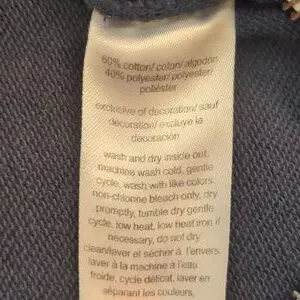 60% cotton/ coton/ algodón
40% polyester/ polyester/
poliéster
exclusive of decoration/ sauf
decoration/ excluye la
decoración
wash and dry inside out,
machine wash cold, gentle
cycle, wash with like colors,
non-chlorine bleach only, dry
promptly, tumble dry gentle
cycle, low heat, low heat iron if
necessary, do not dry
clean/laver et sécher à l'envers,
laver à la machine à l'eau
froide, cycle délicat, laver en
séparant les couleurs,